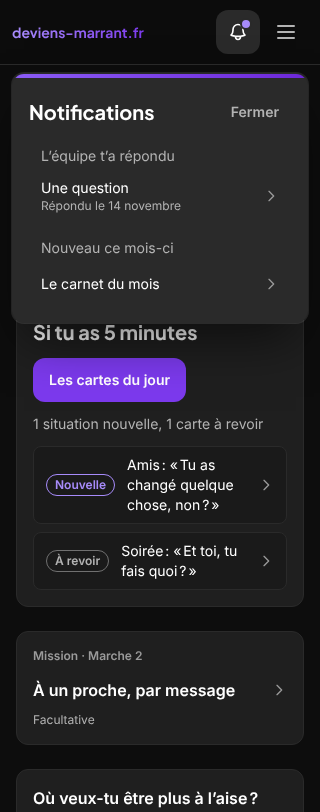 deviens-marrant.fr
Notifications
Fermer
L'équipe t'a répondu
Une question
Répondu le 14 novembre
Nouveau ce mois-ci
Le carnet du mois
Si tu as 5 minutes
Les cartes du jour
1 situation nouvelle, 1 carte à revoir
Nouvelle
Amis : « Tu as
changé quelque
chose, non ? »
À revoir
Soirée : « Et toi, tu
fais quoi ? »
Mission · Marche 2
À un proche, par message
Facultative
Où veux-tu être plus à l'aise ?